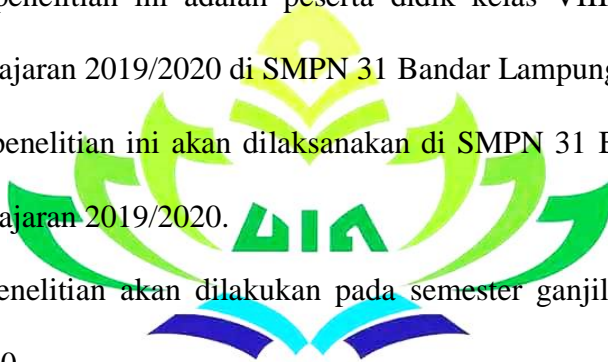 penelitian ini adalah peserta didik kelas VIII
ajaran 2019/2020 di SMPN 31 Bandar Lampung
penelitian ini akan dilaksanakan di SMPN 31
ajaran 2019/2020.
UIN
enelitian akan dilakukan pada semester ganjil